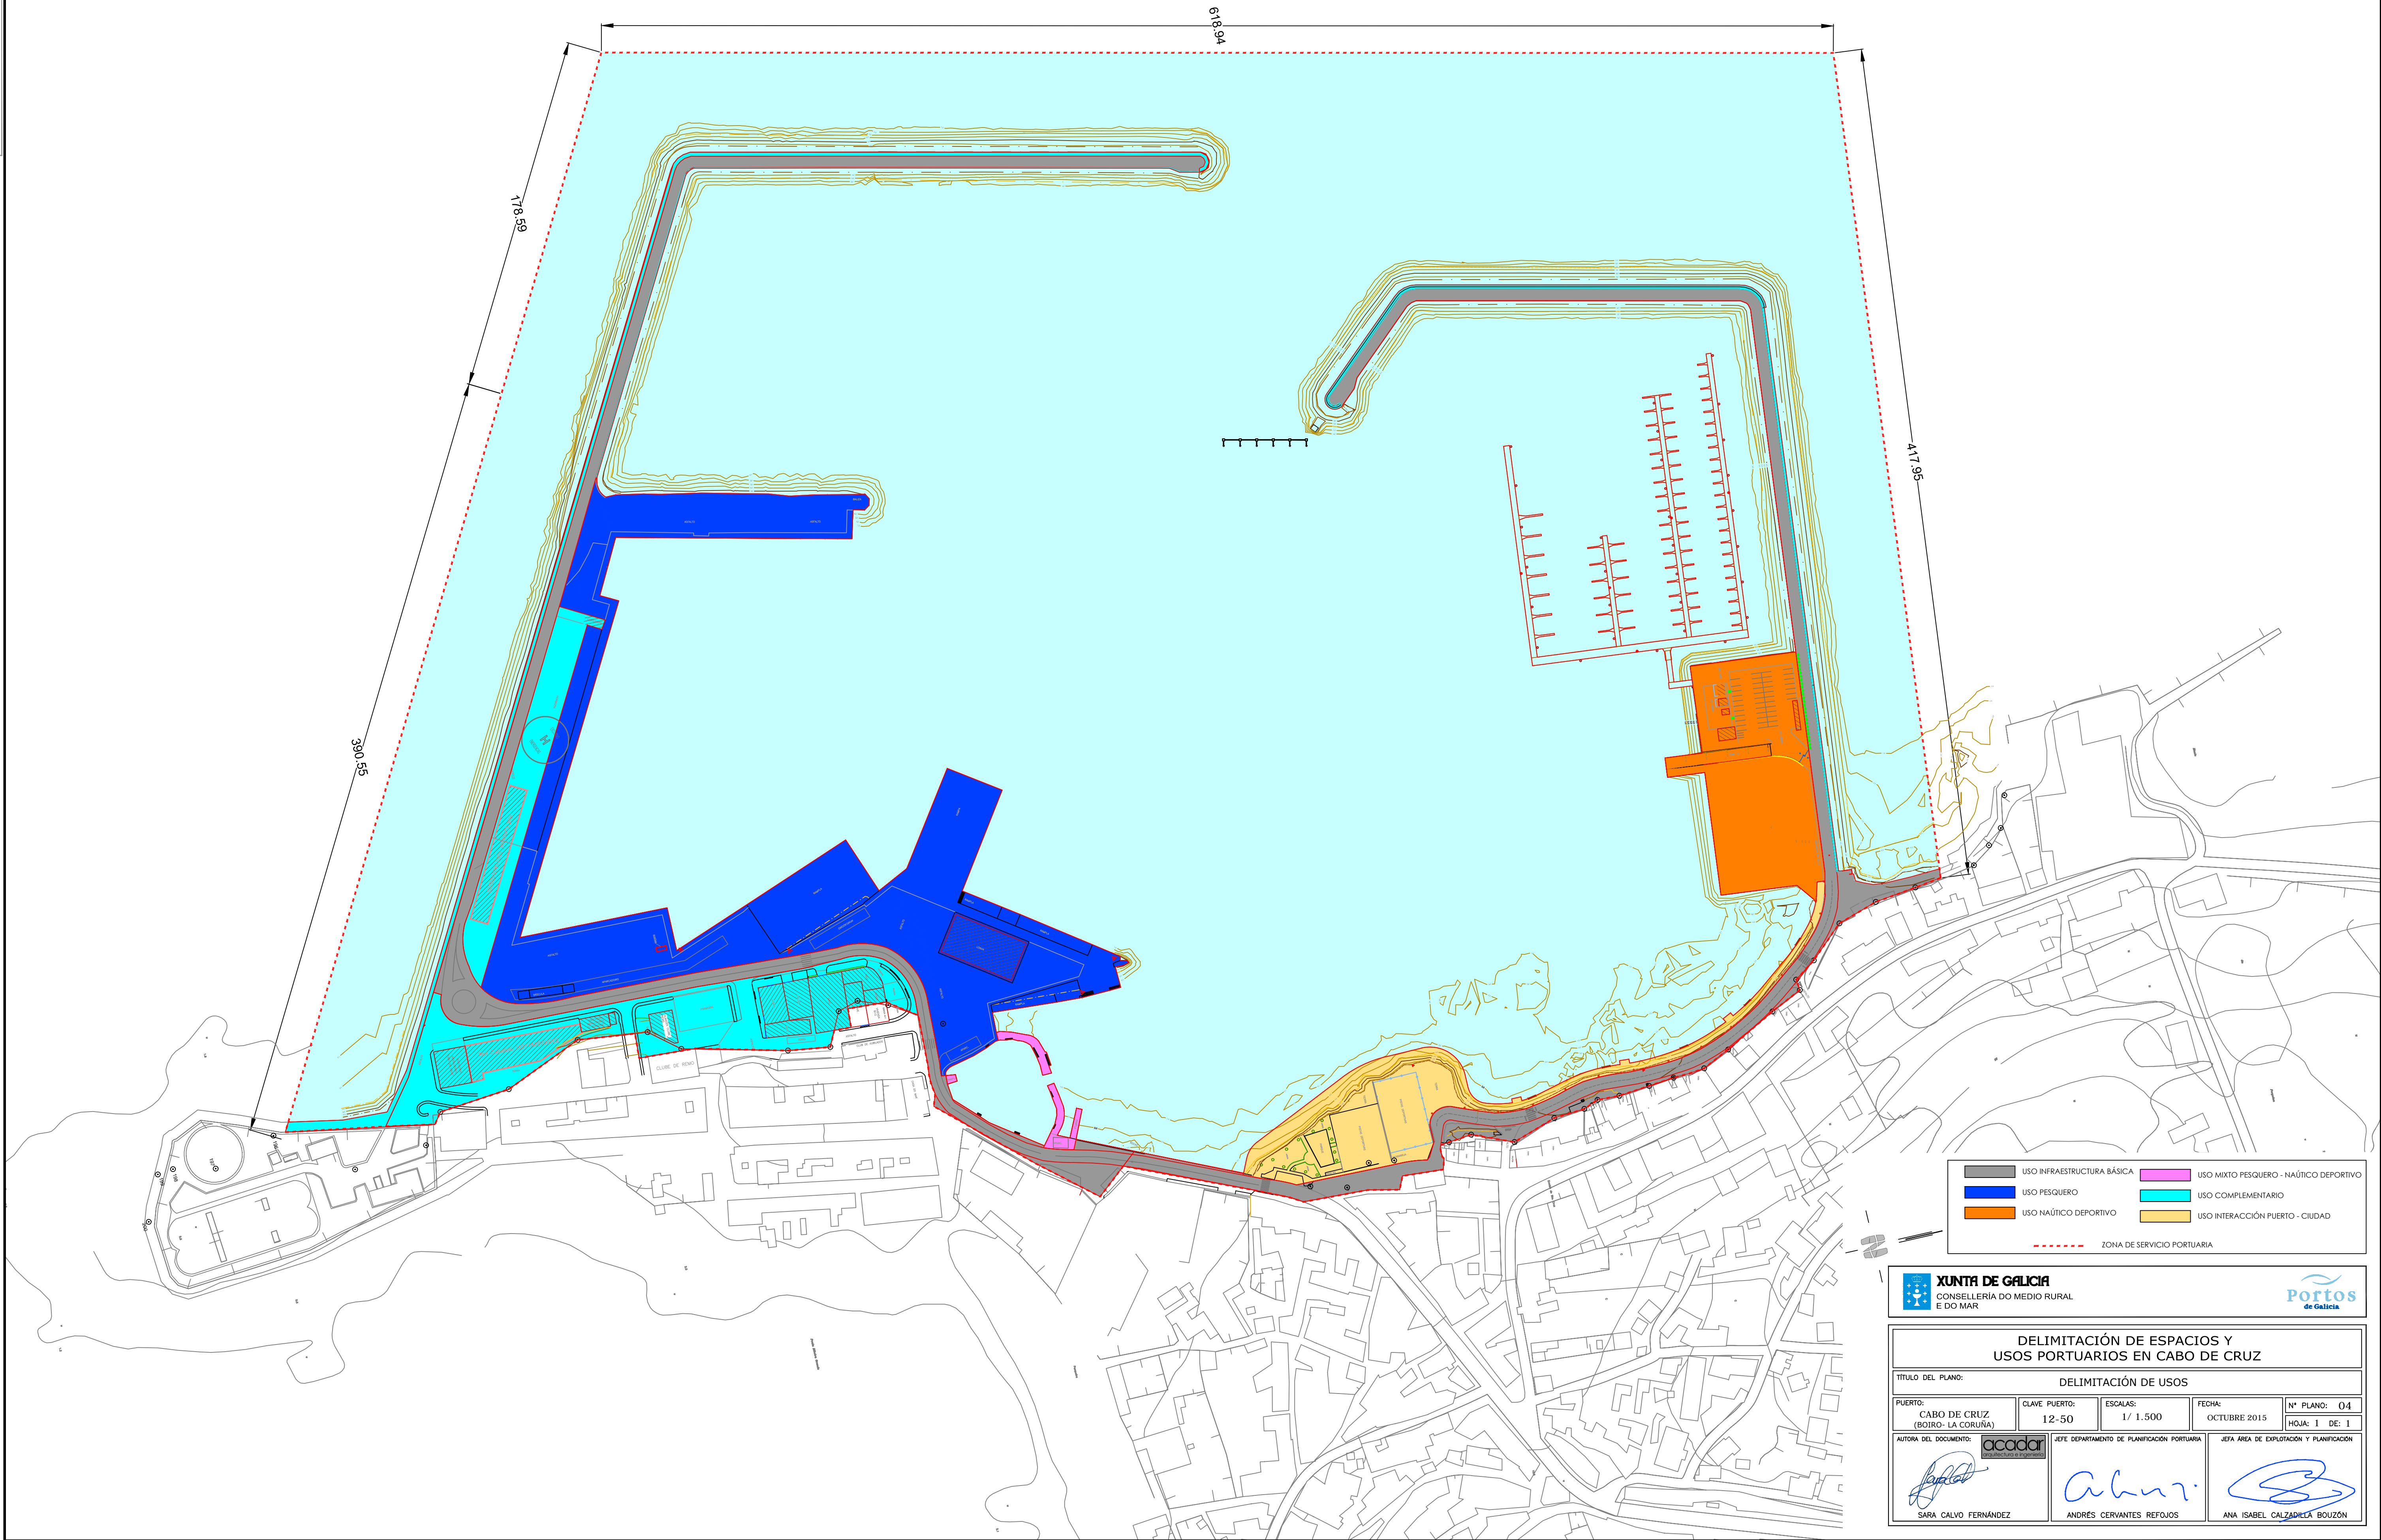 618.94
178.59
390.55
417.95
H
CLUBE DE REMO
USO INFRAESTRUCTURA BÁSICA
USO PESQUERO
USO NAÚTICO DEPORTIVO
USO MIXTO PESQUERO - NAÚTICO DEPORTIVO
USO COMPLEMENTARIO
USO INTERACCIÓN PUERTO - CIUDAD
ZONA DE SERVICIO PORTUARIA
N
XUNTA DE GALICIA
CONSELLERÍA DO MEDIO RURAL
E DO MAR
Portos
de Galicia
DELIMITACIÓN DE ESPACIOS Y
USOS PORTUARIOS EN CABO DE CRUZ
TÍTULO DEL PLANO:
DELIMITACIÓN DE USOS
PUERTO:
CABO DE CRUZ
(BOIRO- LA CORUÑA)
CLAVE PUERTO:
12-50
ESCALAS:
1/ 1.500
FECHA:
OCTUBRE 2015
Nº PLANO: 04
HOJA: 1 DE: 1
AUTORA DEL DOCUMENTO:
acadar
arquitectura e ingeniería
SARA CALVO FERNÁNDEZ
JEFE DEPARTAMENTO DE PLANIFICACIÓN PORTUARIA
ANDRÉS CERVANTES REFOJOS
JEFA ÁREA DE EXPLOTACIÓN Y PLANIFICACIÓN
ANA ISABEL CALZADILLA BOUZÓN